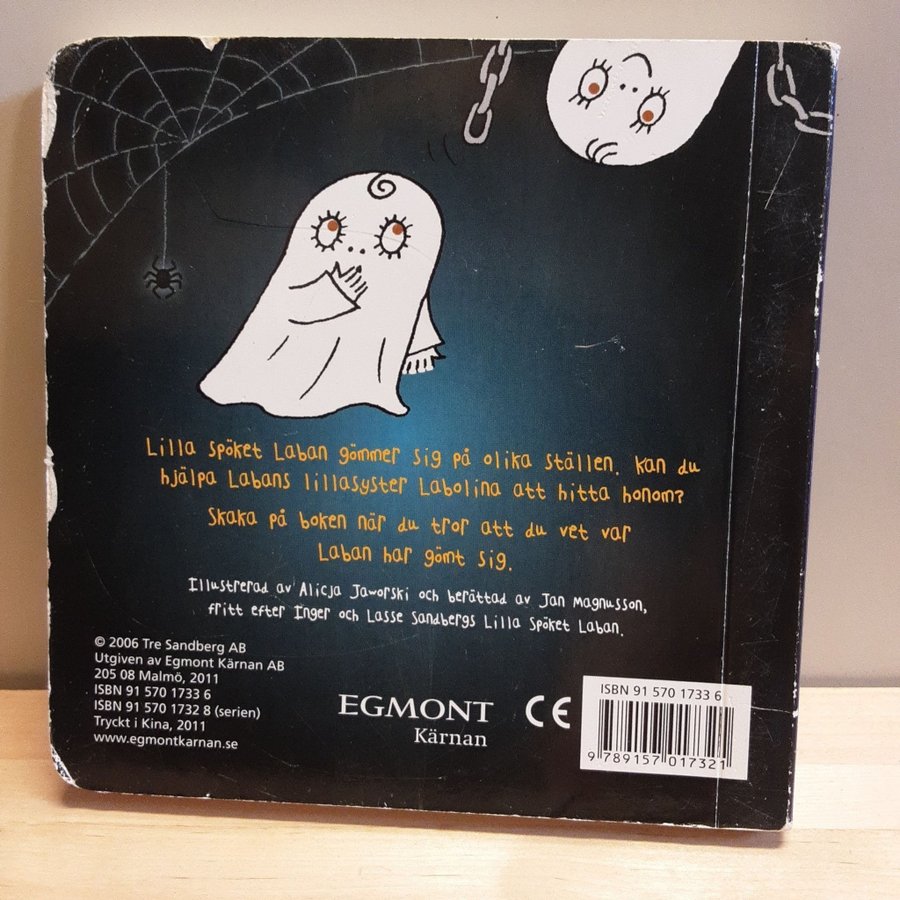 Lilla spöket Laban gömmer sig på olika ställen. Kan du
hjälpa Labans lillasyster Labolina att hitta honom?
Skaka på boken när du tror att du vet var
Laban har gömt sig.
Illustrerad av Alicja Jaworski och berättad av Jan Magnusson,
fritt efter Inger och Lasse Sandbergs Lilla Spöket Laban.
© 2006 Tre Sandberg AB
Utgiven av Egmont Kärnan AB
205 08 Malmö, 2011
ISBN 91 570 1733 6
ISBN 91 570 1732 8 (serien)
Tryckt i Kina, 2011
www.egmontkarnan.se
EGMONT
Kärnan
CE
ISBN 91 570 1733 6
9 789157 017321